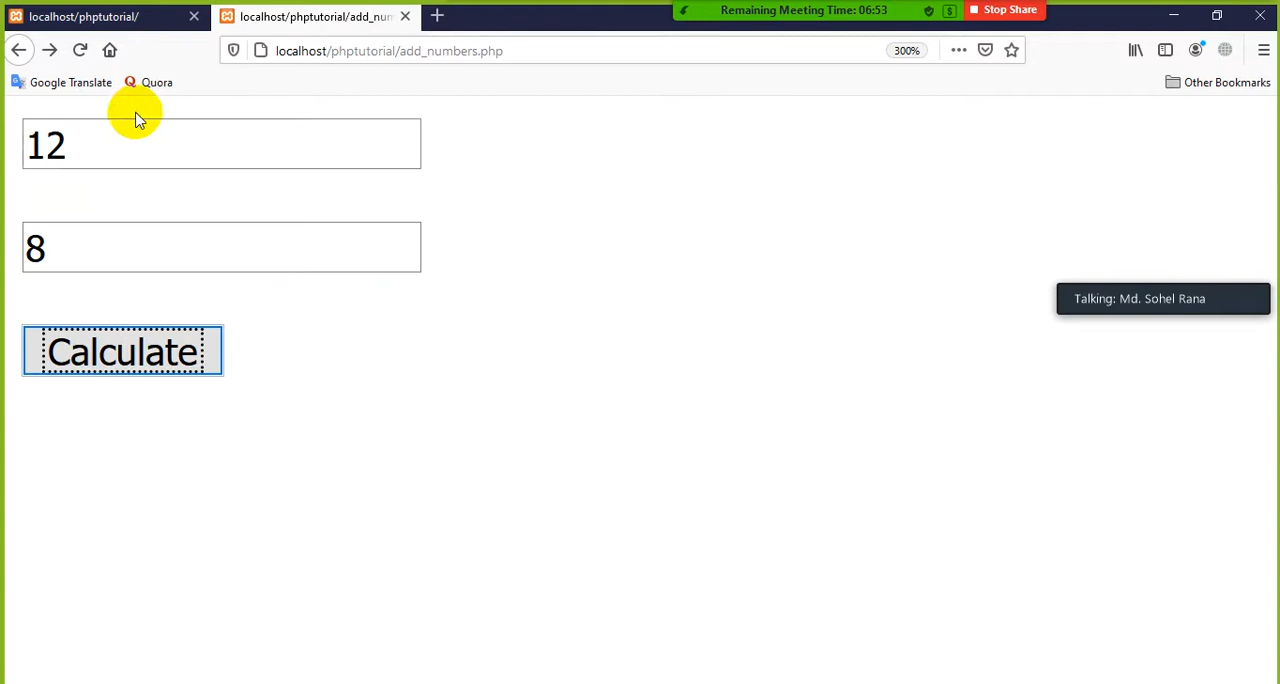 localhost/phptutorial/
localhost/phptutorial/add_num
Remaining Meeting Time: 06:53
Stop Share
localhost/phptutorial/add_numbers.php
300%
Google Translate
Quora
Other Bookmarks
12
8
Talking: Md. Sohel Rana
Calculate